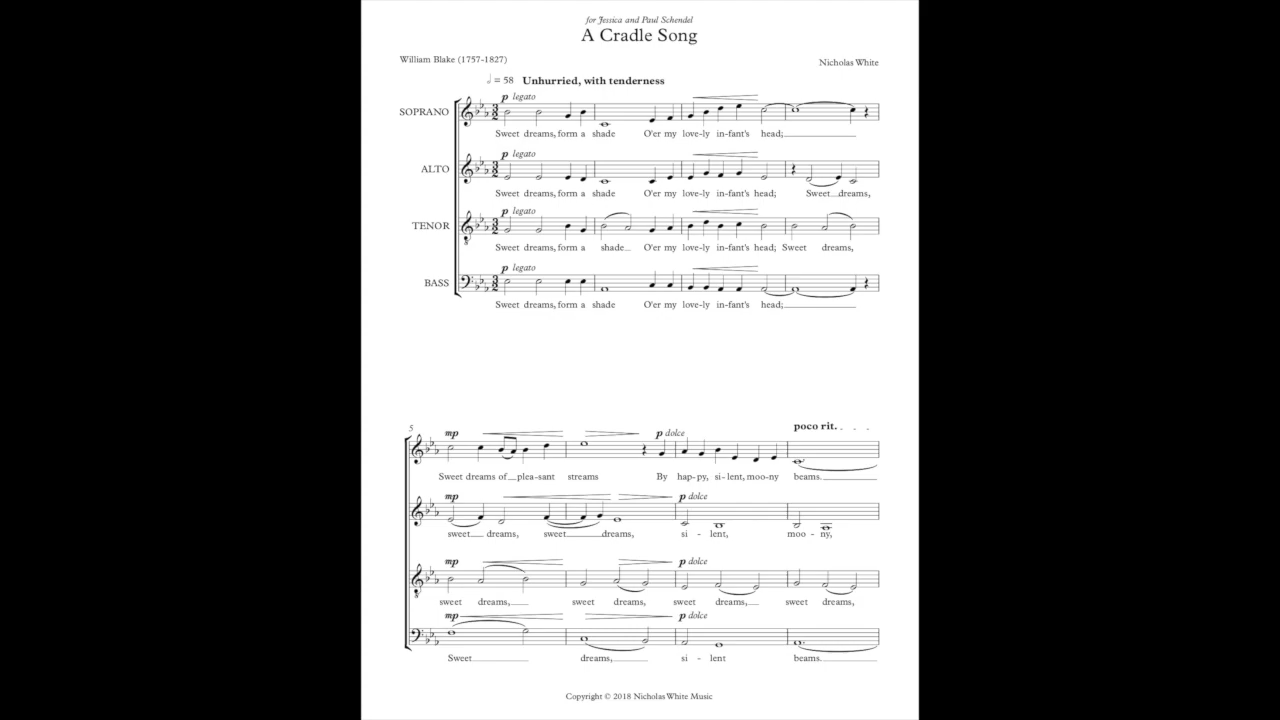 for Jessica and Paul Schendel
A Cradle Song
William Blake (1757-1827)
Nicholas White
= 58 Unhurried, with tenderness
p legato
SOPRANO
Sweet dreams, form a shade O'er my love-ly in-fant's head;
p legato
ALTO
Sweet dreams, form a shade O'er my love-ly in-fant's head; Sweet dreams,
p legato
TENOR
Sweet dreams, form a shade O'er my love-ly in-fant's head; Sweet dreams,
p legato
BASS
Sweet dreams, form a shade O'er my love-ly in-fant's head;
5 mp p dolce poco rit.
Sweet dreams of plea-sant streams By hap-py, si-lent, moo-ny beams.
mp p dolce
sweet dreams, sweet dreams, si - lent, moo - ny,
mp p dolce
sweet dreams, sweet dreams, sweet dreams, sweet dreams,
mp p dolce
Sweet dreams, si - lent beams.
Copyright © 2018 Nicholas White Music